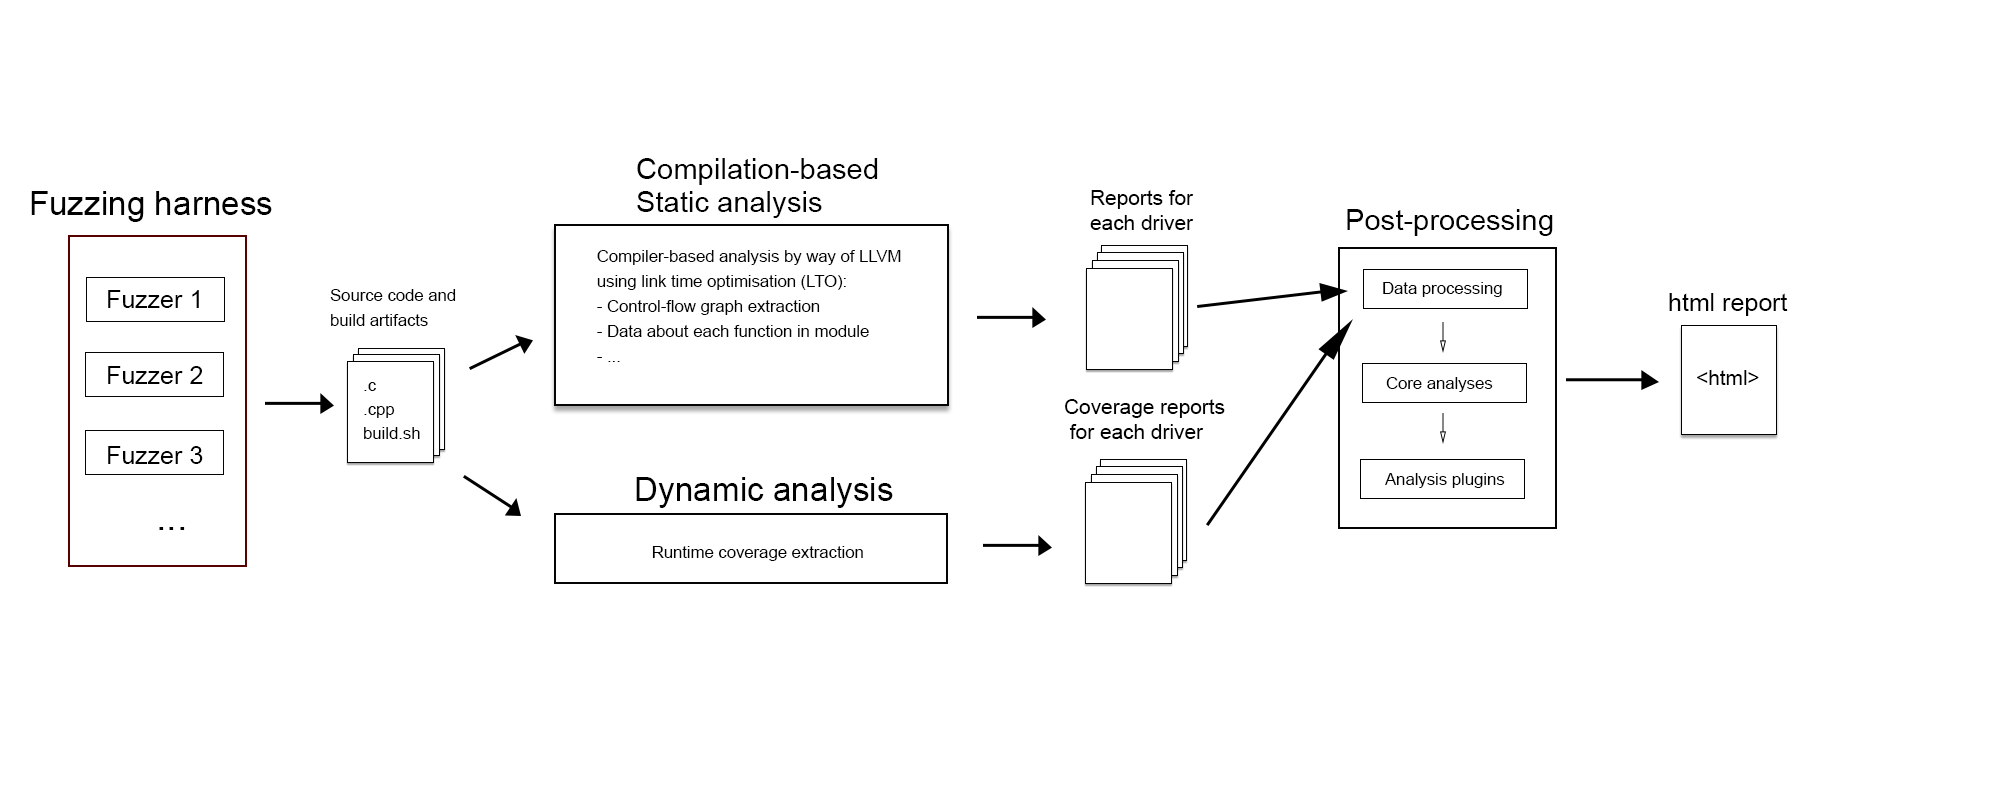 Fuzzing harness
Fuzzer 1
Fuzzer 2
Fuzzer 3
...
Source code and
build artifacts
.c
.cpp
build.sh
Compilation-based
Static analysis
Compiler-based analysis by way of LLVM
using link time optimisation (LTO):
- Control-flow graph extraction
- Data about each function in module
- ...
Dynamic analysis
Runtime coverage extraction
Reports for
each driver
Coverage reports
for each driver
Post-processing
Data processing
Core analyses
Analysis plugins
html report
<html>